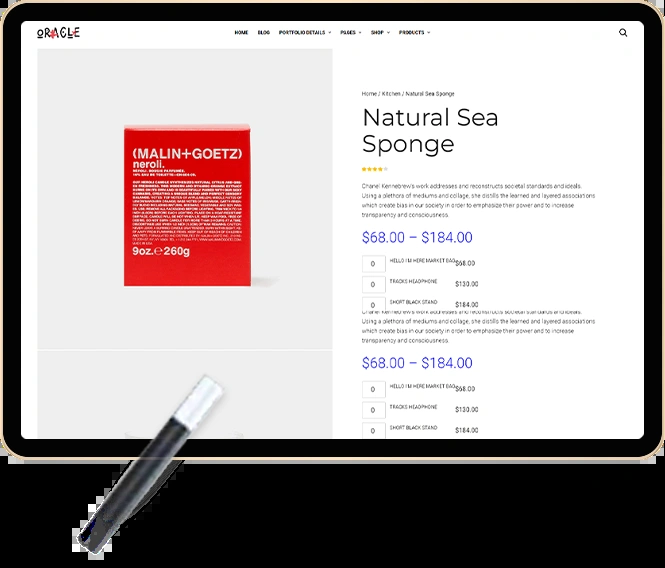 ORACLE
HOME BLOG PORTFOLIO DETAILS PAGES SHOP PRODUCTS
Home / Kitchen / Natural Sea Sponge
Natural Sea
Sponge
Chanel Kennebrew's work addresses and reconstructs societal standards and ideals.
Using a plethora of mediums and collage, she distills the learned and layered associations
which create bias in our society in order to emphasize their power and to increase
transparency and consciousness.
$68.00 – $184.00
0 HELLO I'M HERE MARKET BAG $68.00
0 TRACKS HEADPHONE $130.00
0 SHORT BLACK STAND $184.00
Chanel Kennebrew's work addresses and reconstructs societal standards and ideals.
Using a plethora of mediums and collage, she distills the learned and layered associations
which create bias in our society in order to emphasize their power and to increase
transparency and consciousness.
$68.00 – $184.00
0 HELLO I'M HERE MARKET BAG $68.00
0 TRACKS HEADPHONE $130.00
0 SHORT BLACK STAND $184.00
(MALIN+GOETZ)
neroli.
9oz.℮260g